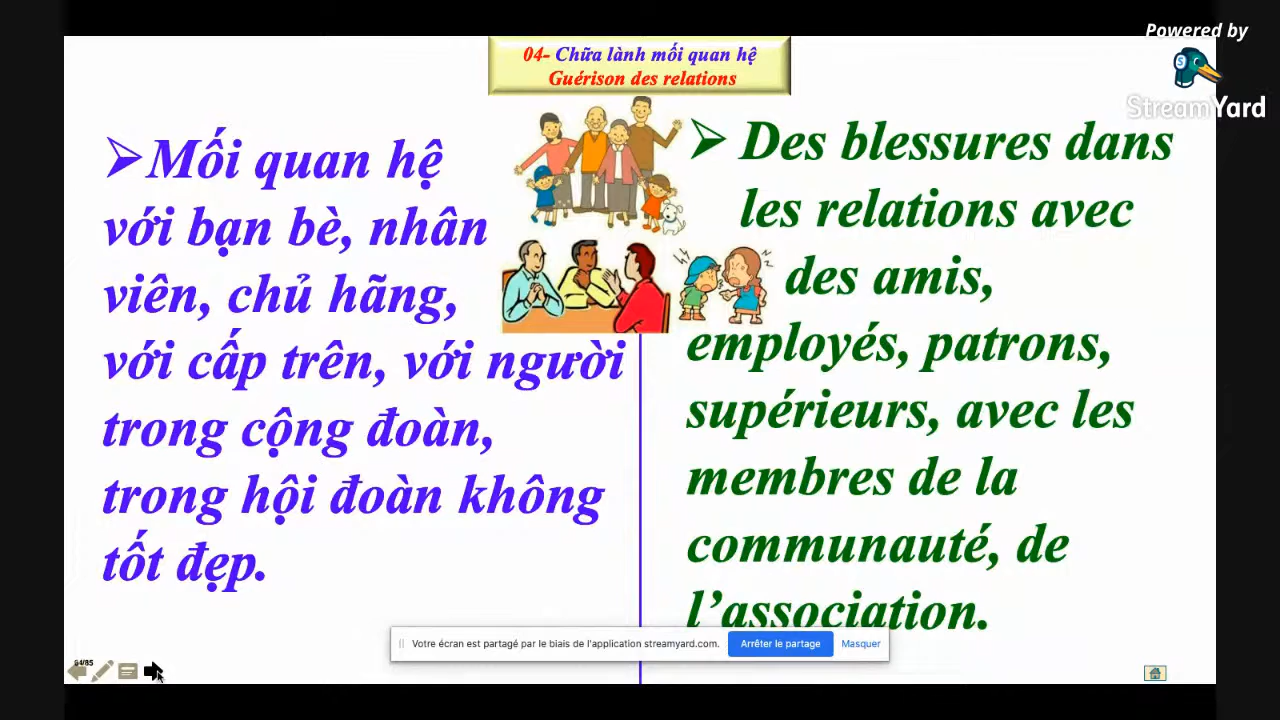 Powered by
StreamYard
04- Chữa lành mối quan hệ
Guérison des relations
➢Mối quan hệ
với bạn bè, nhân
viên, chủ hãng,
với cấp trên, với người
trong cộng đoàn,
trong hội đoàn không
tốt đẹp.
➢ Des blessures dans
les relations avec
des amis,
employés, patrons,
supérieurs, avec les
membres de la
communauté, de
l’association.
Votre écran est partagé par le biais de l'application streamyard.com.
Arrêter le partage
Masquer